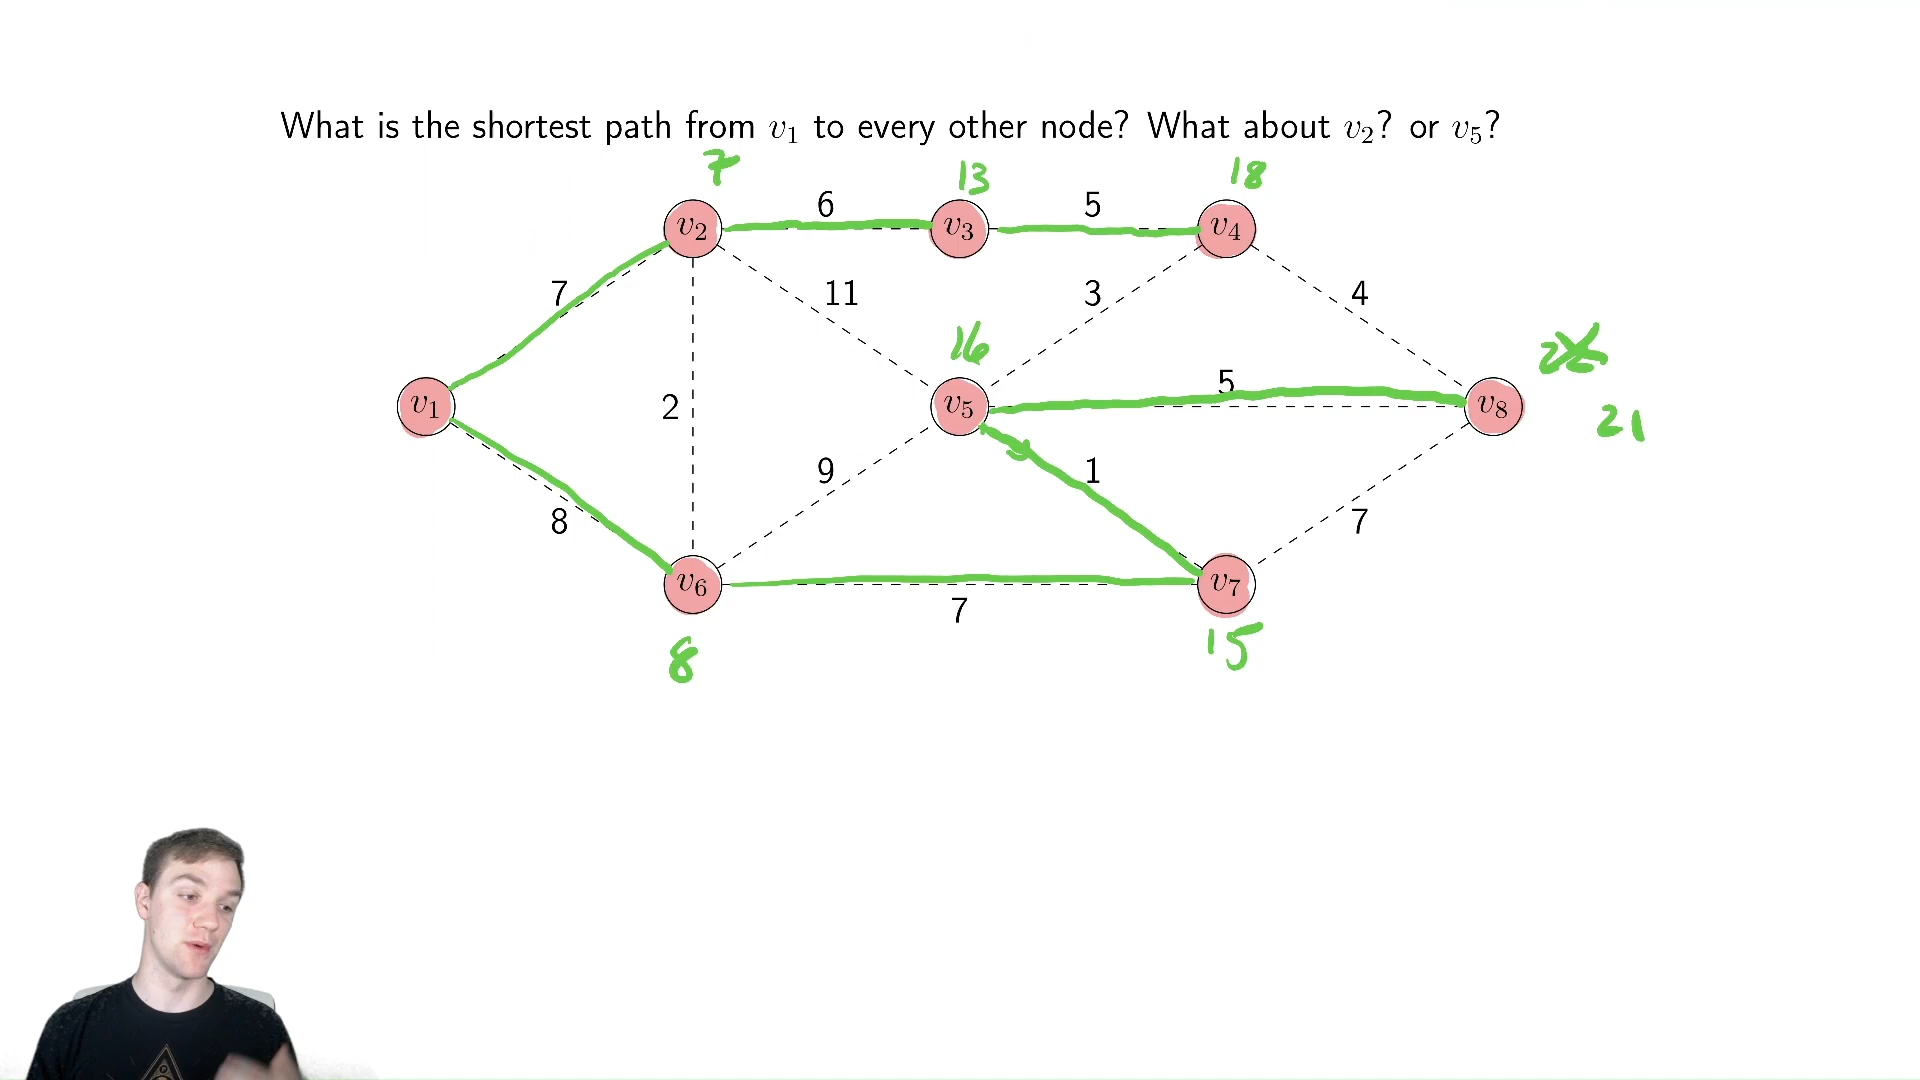 What is the shortest path from v₁ to every other node? What about v₂? or v₅?
7 13 18
v₂ 6 v₃ 5 v₄
7 11 3 4
16 22
v₁ 2 v₅ 5 v₈ 21
9 1
8 7
v₆ 7 v₇
8 15